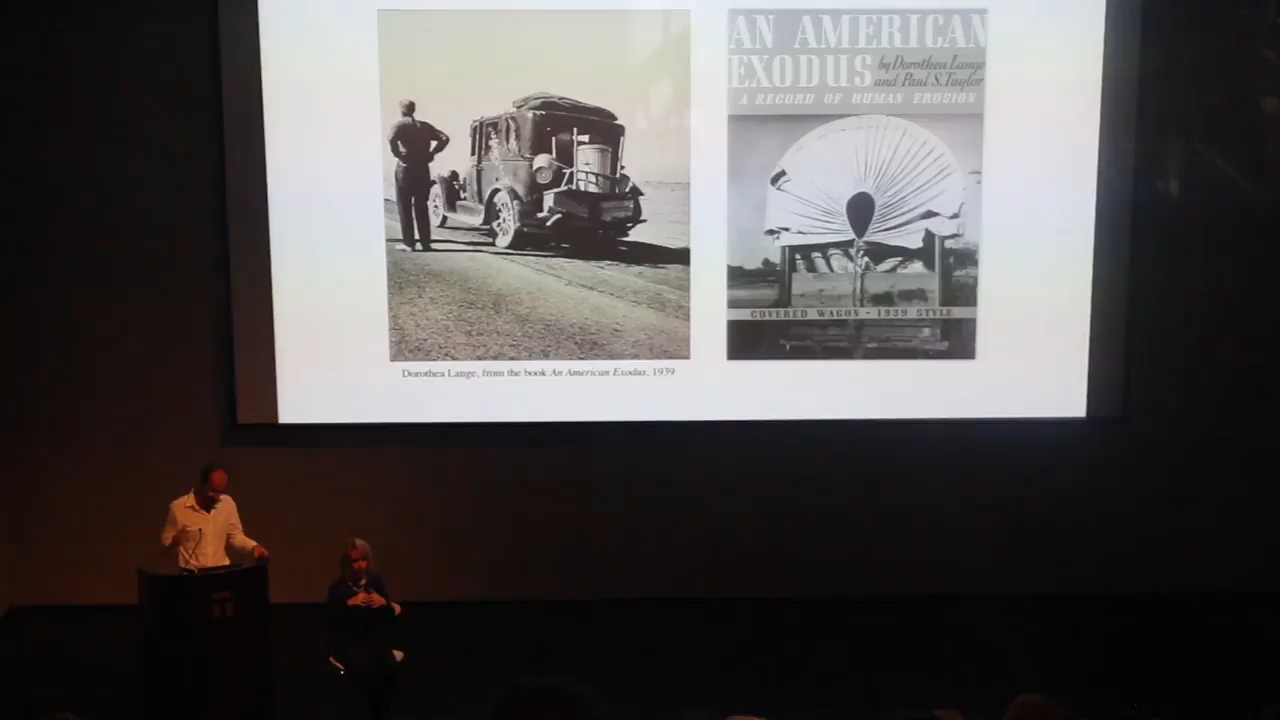 AN AMERICAN
EXODUS by Dorothea Lange
and Paul S. Taylor
A RECORD OF HUMAN EROSION
COVERED WAGON - 1939 STYLE
Dorothea Lange, from the book An American Exodus, 1939